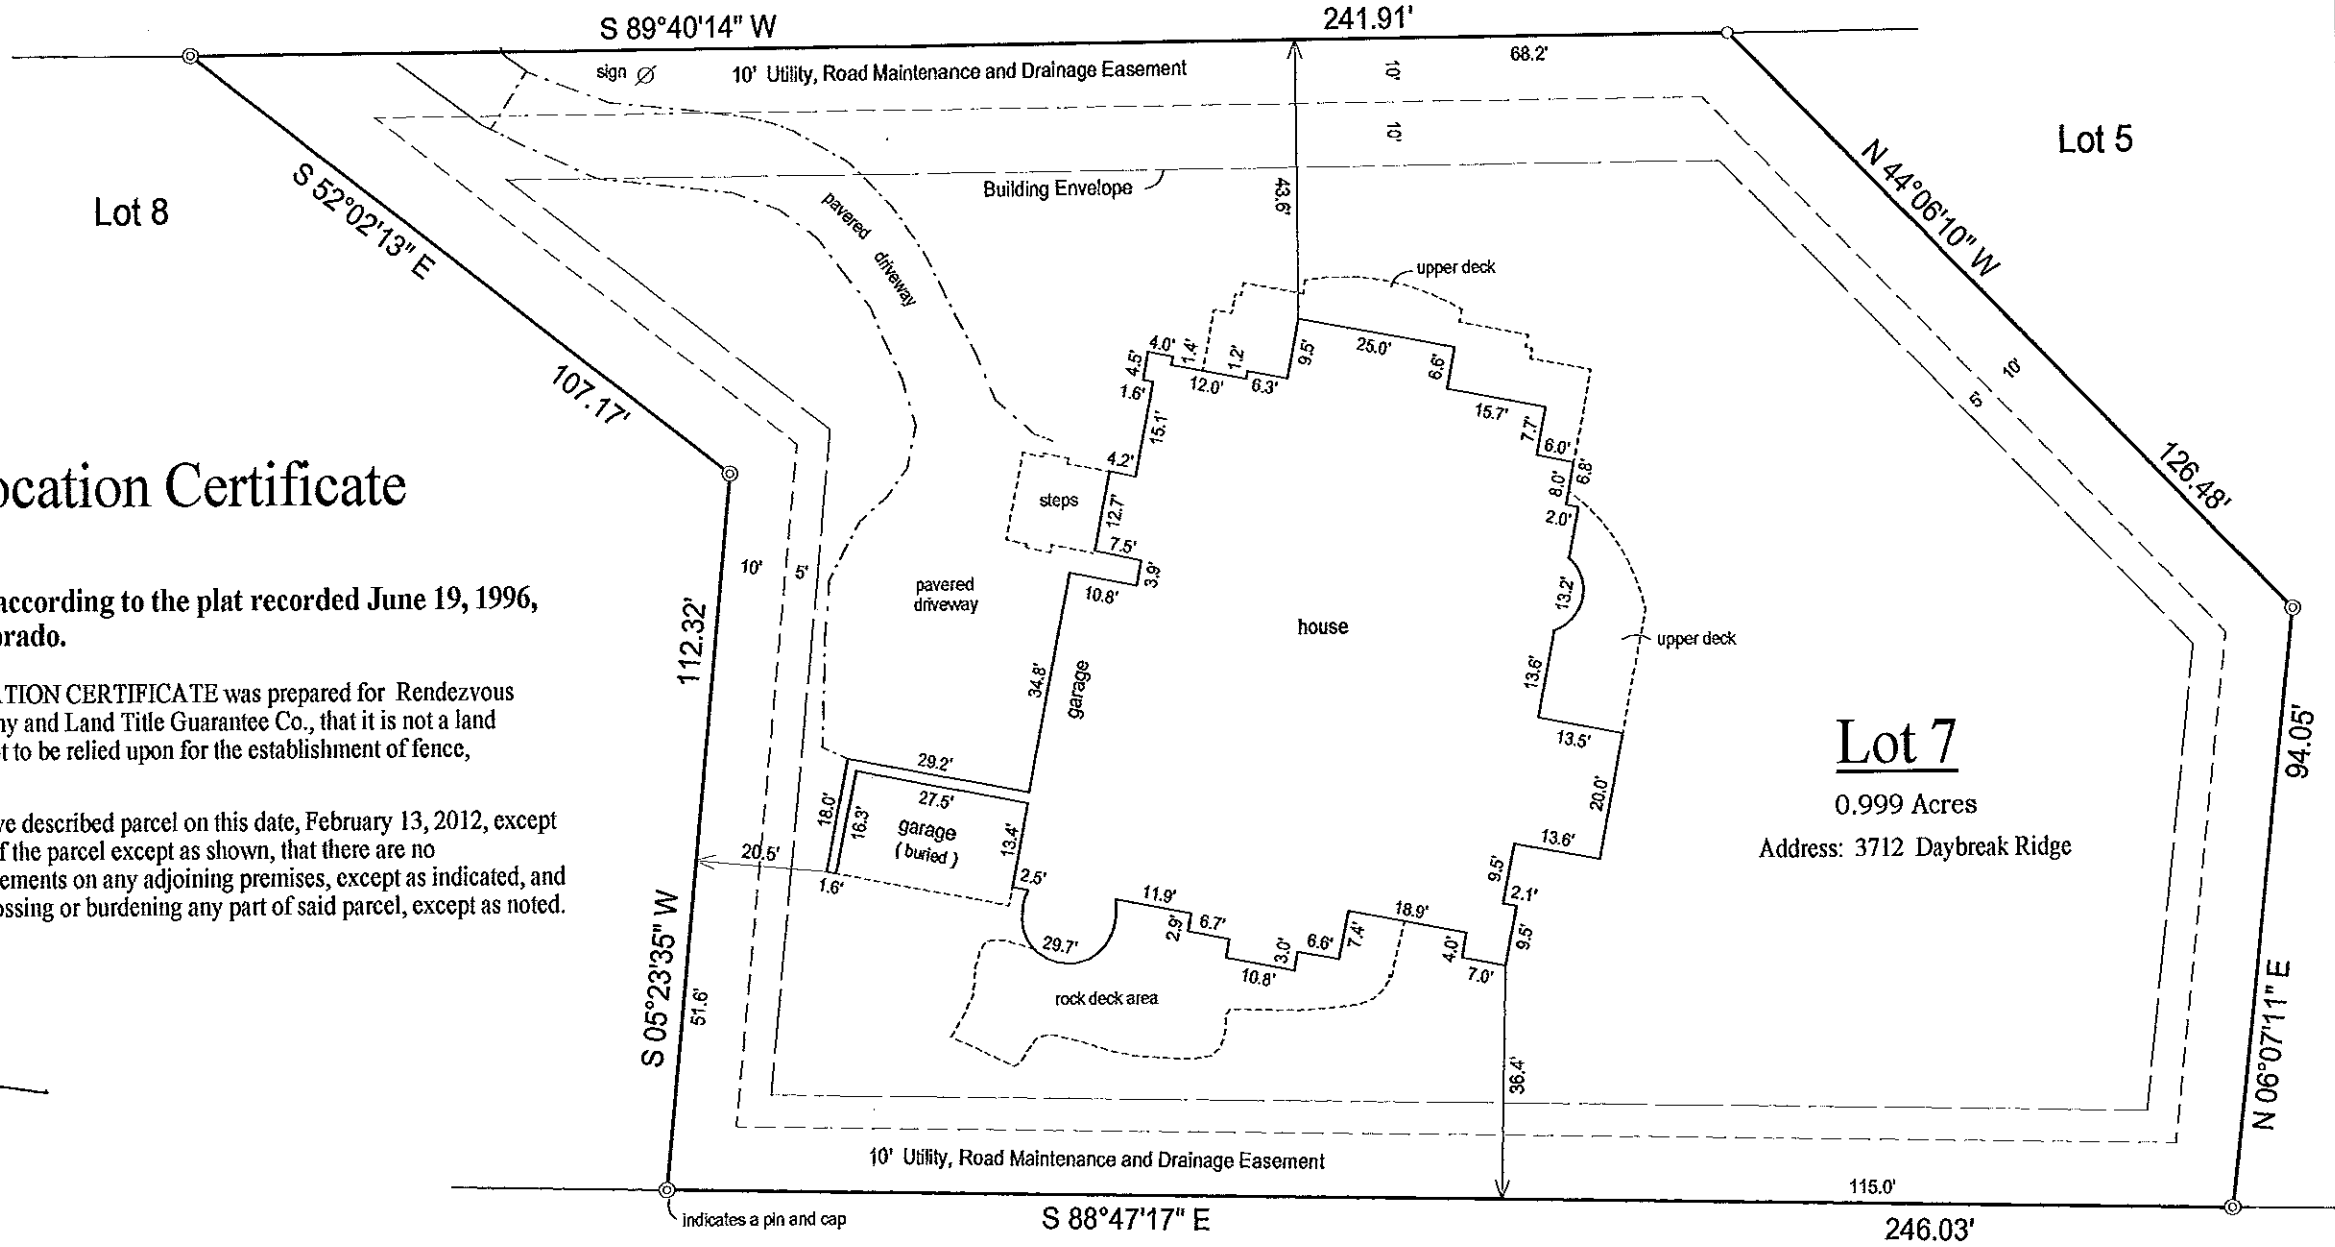 S 89°40'14" W
241.91'
68.2'
sign
10' Utility, Road Maintenance and Drainage Easement
10'
10'
Building Envelope
43.6'
Lot 5
Lot 8
S 52°02'13" E
107.17'
N 44°06'10" W
126.48'
10'
5'
pavered
driveway
upper deck
4.0'
1.4'
4.5'
1.2'
9.5'
25.0'
6.6'
12.0'
6.3'
1.6'
15.1'
15.7'
7.7'
6.0'
6.8'
8.0'
2.0'
4.2'
steps
12.7'
7.5'
3.9'
10.8'
13.2'
13.6'
13.5'
20.0'
upper deck
ocation Certificate
according to the plat recorded June 19, 1996,
orado.
ATION CERTIFICATE was prepared for Rendezvous
ny and Land Title Guarantee Co., that it is not a land
t to be relied upon for the establishment of fence,
ve described parcel on this date, February 13, 2012, except
f the parcel except as shown, that there are no
ements on any adjoining premises, except as indicated, and
ossing or burdening any part of said parcel, except as noted.
10'
5'
112.32'
S 05°23'35" W
51.6'
pavered
driveway
34.8'
garage
house
29.2'
27.5'
18.0'
16.3'
garage
( buried )
13.4'
20.5'
1.6'
2.5'
29.7'
11.9'
2.9'
6.7'
10.8'
3.0'
6.6'
7.4'
18.9'
4.0'
7.0'
13.6'
9.5'
2.1'
9.5'
rock deck area
36.4'
Lot 7
0.999 Acres
Address: 3712 Daybreak Ridge
94.05'
N 06°07'11" E
10' Utility, Road Maintenance and Drainage Easement
115.0'
indicates a pin and cap
S 88°47'17" E
246.03'